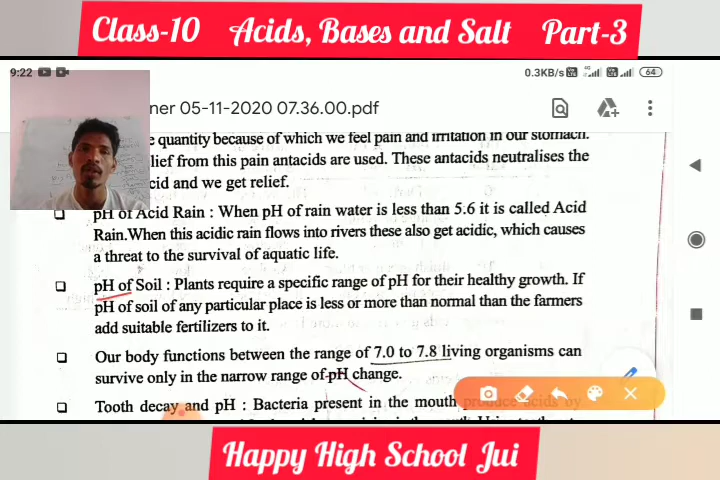 Class-10 Acids, Bases and Salt Part-3
9:22 0.3KB/s 64
ner 05-11-2020 07.36.00.pdf
e quantity because of which we feel pain and irritation in our stomach.
lief from this pain antacids are used. These antacids neutralises the
cid and we get relief.
pH of Acid Rain : When pH of rain water is less than 5.6 it is called Acid
Rain.When this acidic rain flows into rivers these also get acidic, which causes
a threat to the survival of aquatic life.
pH of Soil : Plants require a specific range of pH for their healthy growth. If
pH of soil of any particular place is less or more than normal than the farmers
add suitable fertilizers to it.
Our body functions between the range of 7.0 to 7.8 living organisms can
survive only in the narrow range of pH change.
Tooth decay and pH : Bacteria present in the mouth produce acids by
Happy High School Jui